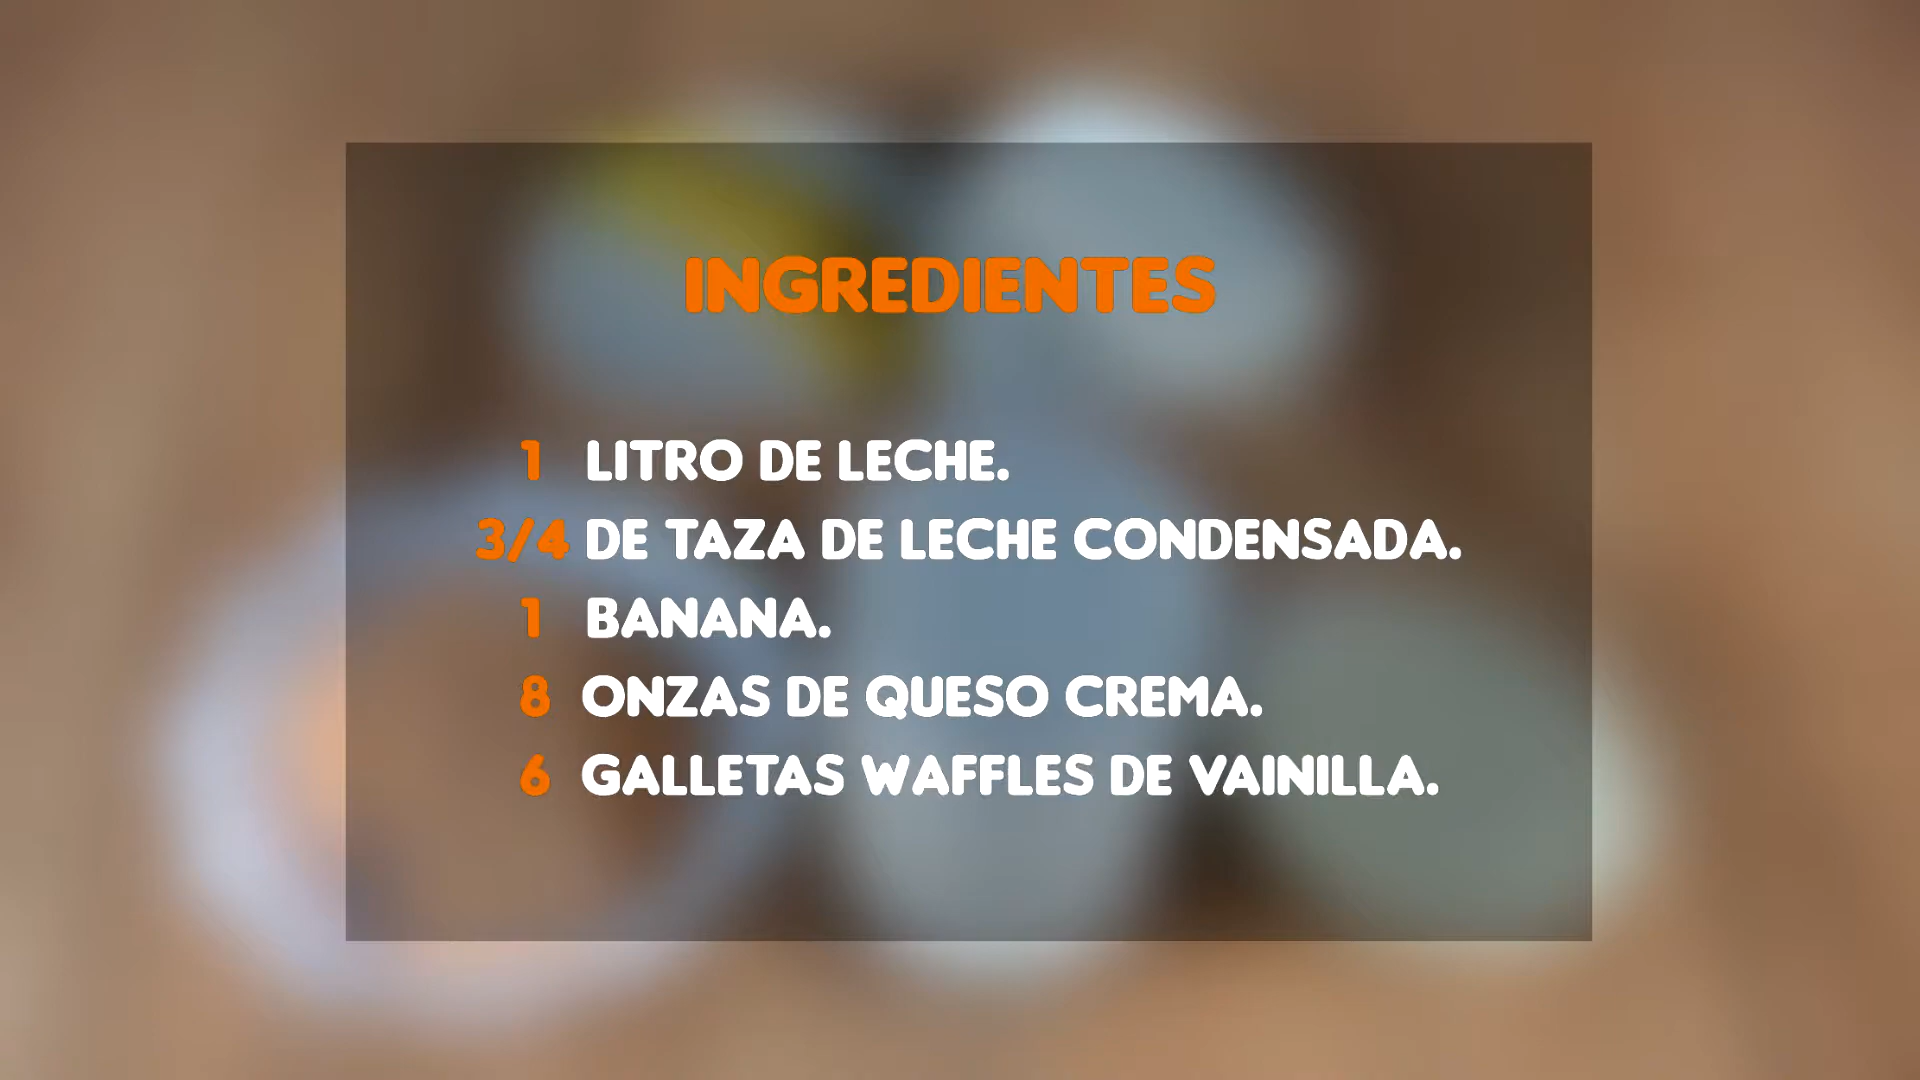 INGREDIENTES
1 LITRO DE LECHE.
3/4 DE TAZA DE LECHE CONDENSADA.
1 BANANA.
8 ONZAS DE QUESO CREMA.
6 GALLETAS WAFFLES DE VAINILLA.